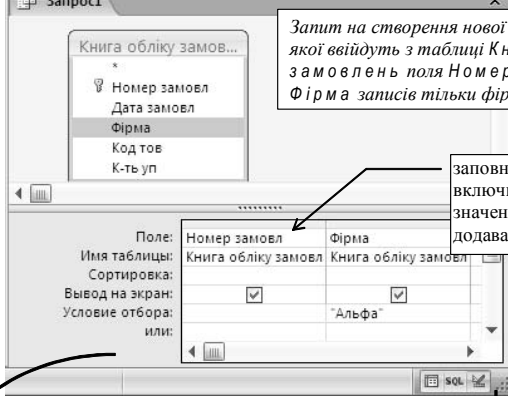 Запрос1
Запит на створення нової
якої ввійдуть з таблиці Кн
замовлень поля Номер
Фірма записів тільки фір
Книга обліку замов...
*
Номер замовл
Дата замовл
Фірма
Код тов
К-ть уп
заповн
включи
значен
додава
Поле: Номер замовл Фірма
Имя таблицы: Книга обліку замовл Книга обліку замовл
Сортировка:
Вывод на экран:
Условие отбора: "Альфа"
или:
SQL